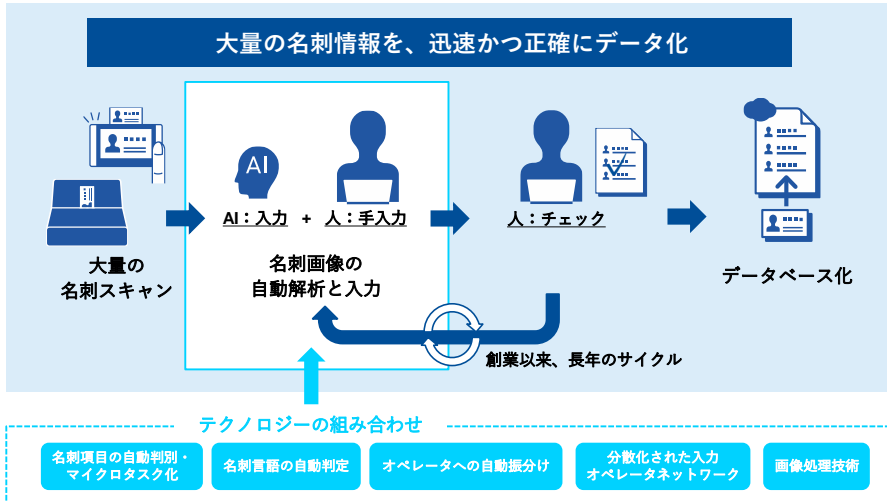 大量の名刺情報を、迅速かつ正確にデータ化
AI
AI：入力 + 人：手入力
人：チェック
大量の
名刺スキャン
名刺画像の
自動解析と入力
データベース化
創業以来、長年のサイクル
テクノロジーの組み合わせ
名刺項目の自動判別・
マイクロタスク化
名刺言語の自動判定
オペレータへの自動振分け
分散化された入力
オペレータネットワーク
画像処理技術